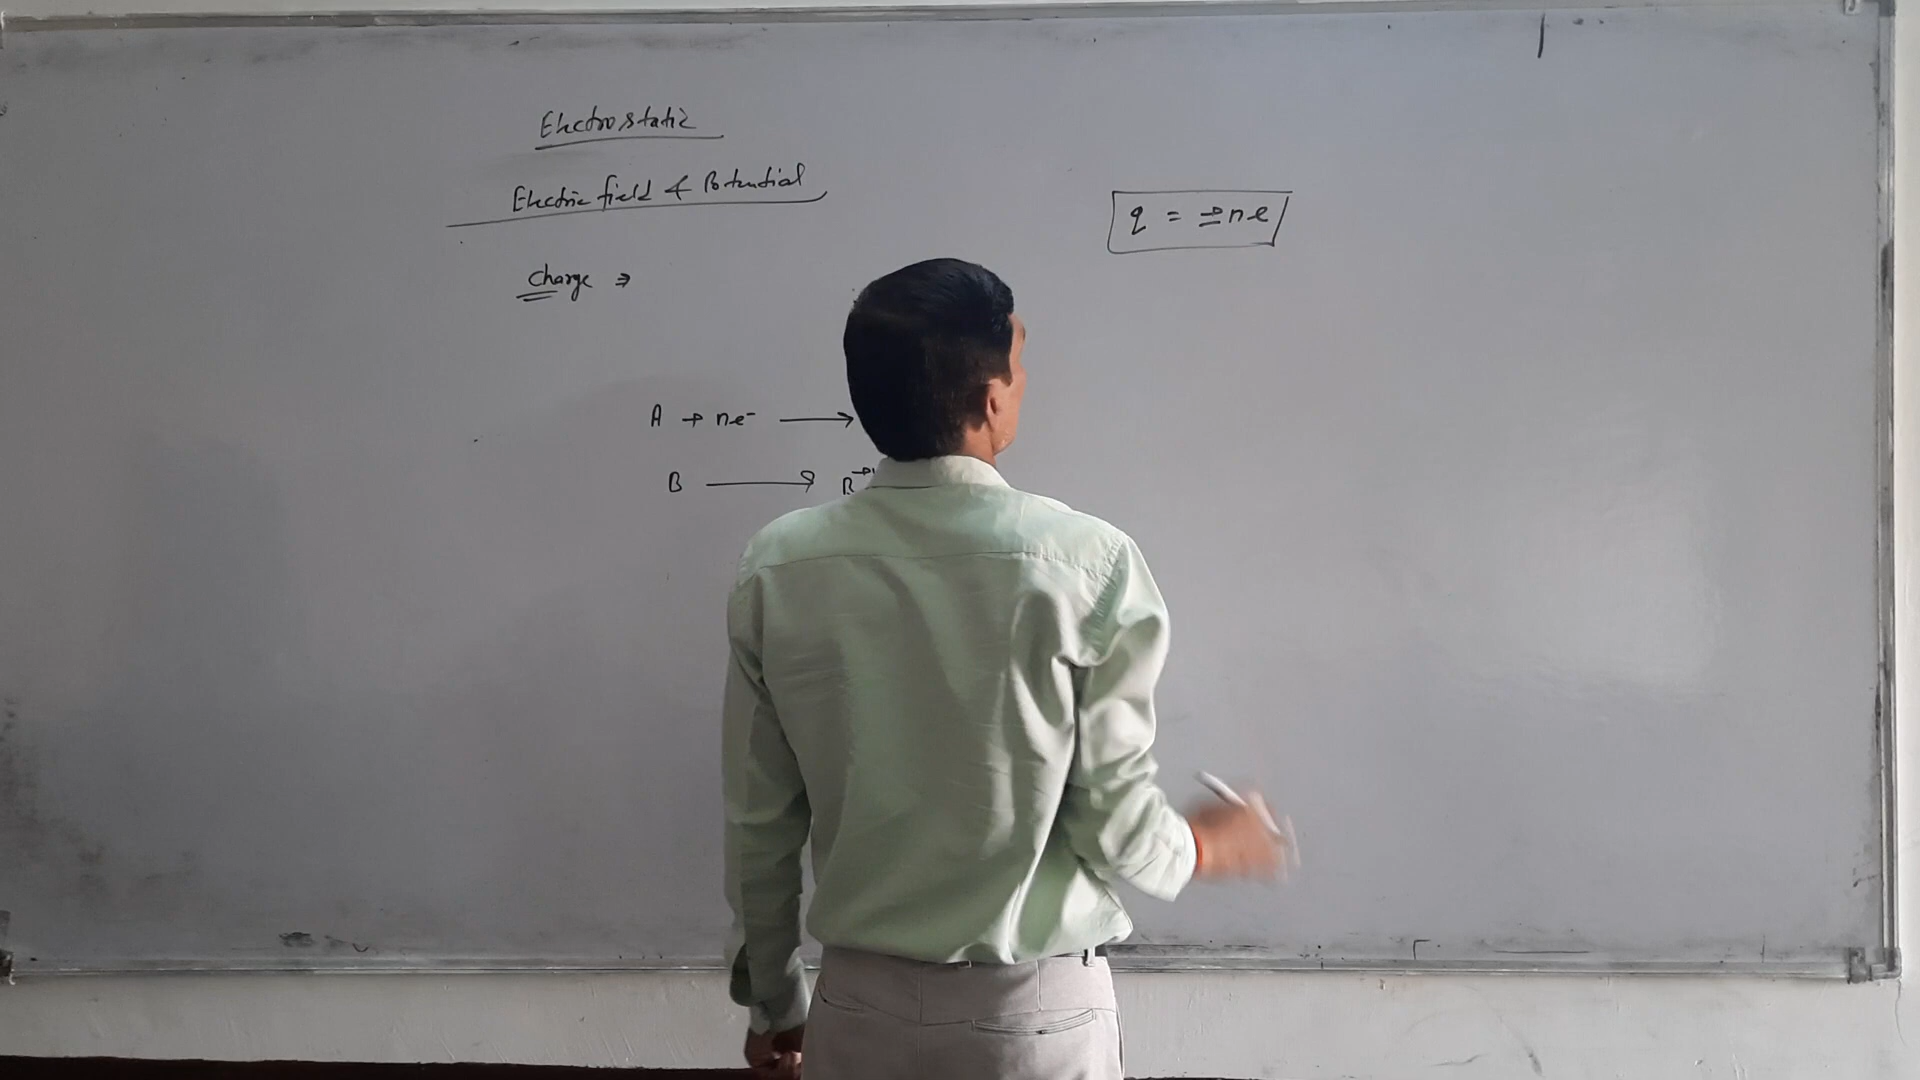 Electrostatic
Electric field & Potential
Charge ⇒
q = ±ne
A + ne⁻ ⟶
B ⟶ B⁺